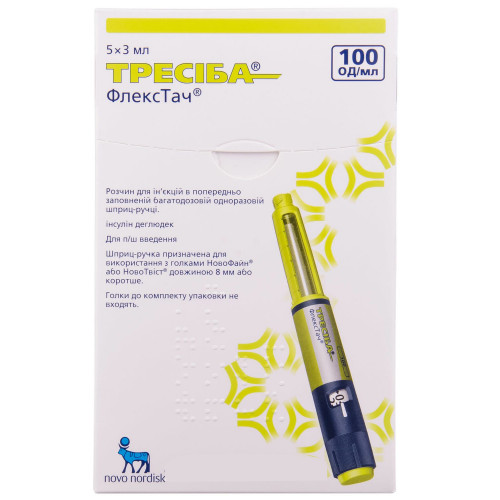 5×3 мл
ТРЕСІБА®
ФлексТач®
100
ОД/мл
Розчин для ін'єкцій в попередньо
заповненій багатодозовій одноразовій
шприц-ручці.
інсулін деглюдек
Для п/ш введення
Шприц-ручка призначена для
використання з голками НовоФайн®
або НовоТвіст® довжиною 8 мм або
коротше.
Голки до комплекту упаковки не
входять.
ТРЕСІБА®
ФлексТач®
novo nordisk®